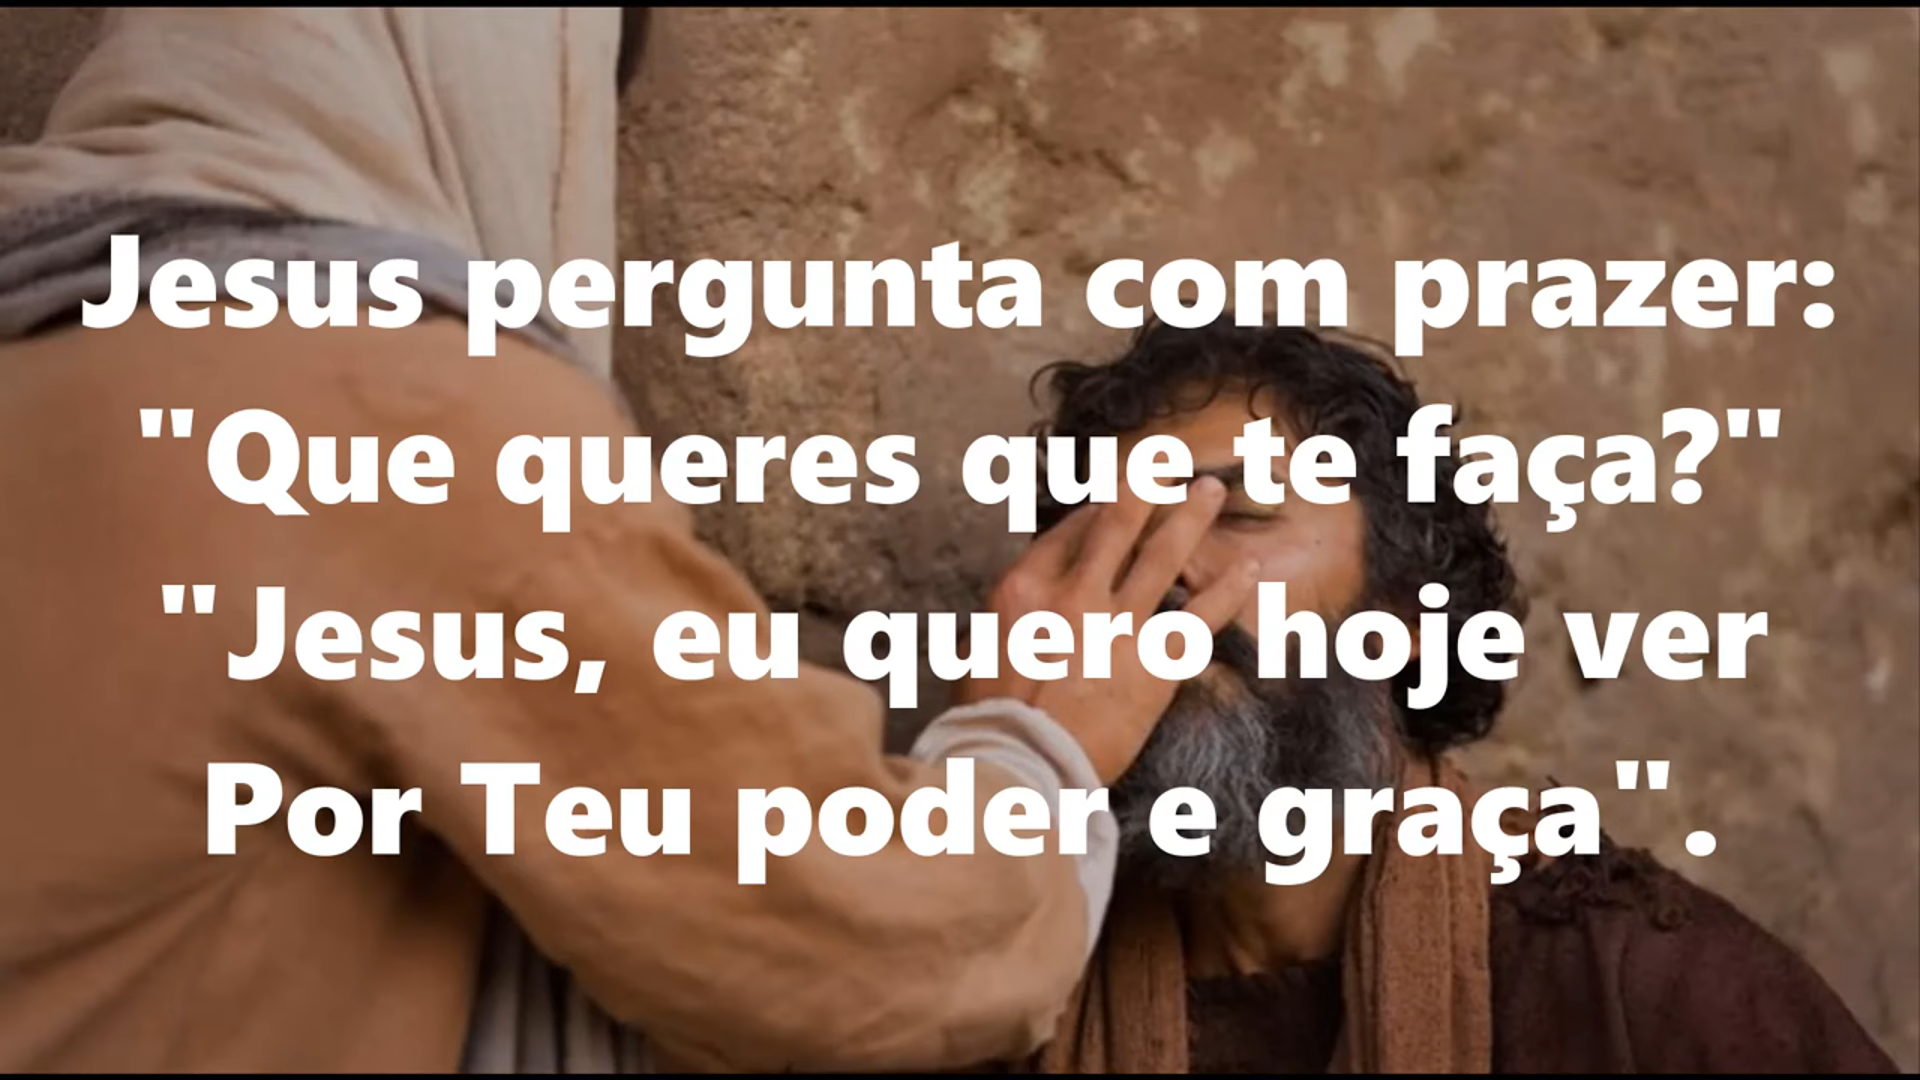 Jesus pergunta com prazer:
"Que queres que te faça?"
"Jesus, eu quero hoje ver
Por Teu poder e graça".